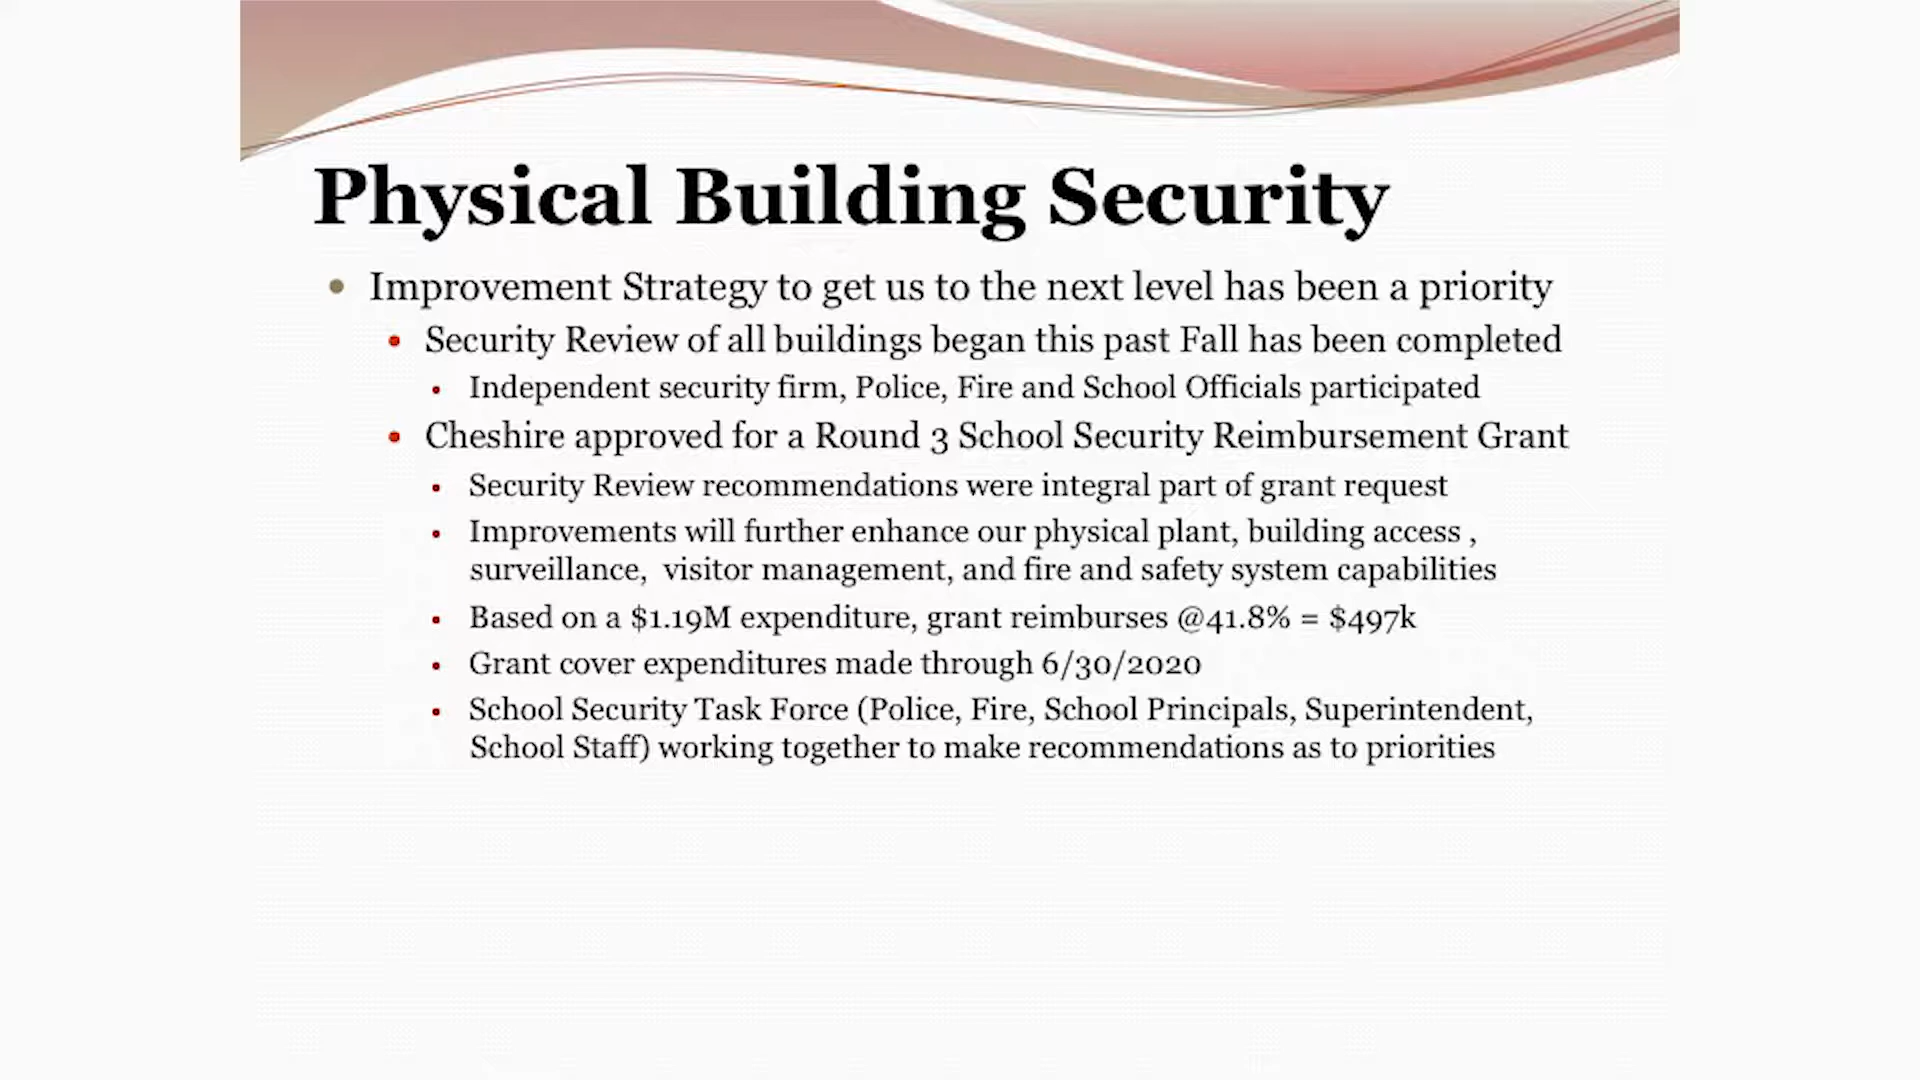 Physical Building Security
Improvement Strategy to get us to the next level has been a priority
Security Review of all buildings began this past Fall has been completed
Independent security firm, Police, Fire and School Officials participated
Cheshire approved for a Round 3 School Security Reimbursement Grant
Security Review recommendations were integral part of grant request
Improvements will further enhance our physical plant, building access ,
surveillance,  visitor management, and fire and safety system capabilities
Based on a $1.19M expenditure, grant reimburses @41.8% = $497k
Grant cover expenditures made through 6/30/2020
School Security Task Force (Police, Fire, School Principals, Superintendent,
School Staff) working together to make recommendations as to priorities